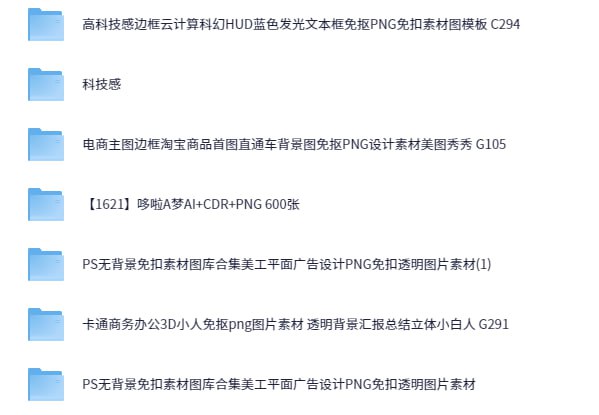 高科技感边框云计算科幻HUD蓝色发光文本框免抠PNG免扣素材图模板 C294
科技感
电商主图边框淘宝商品首图直通车背景图免抠PNG设计素材美图秀秀 G105
【1621】哆啦A梦AI+CDR+PNG 600张
PS无背景免扣素材图库合集美工平面广告设计PNG免扣透明图片素材(1)
卡通商务办公3D小人免抠png图片素材 透明背景汇报总结立体小白人 G291
PS无背景免扣素材图库合集美工平面广告设计PNG免扣透明图片素材